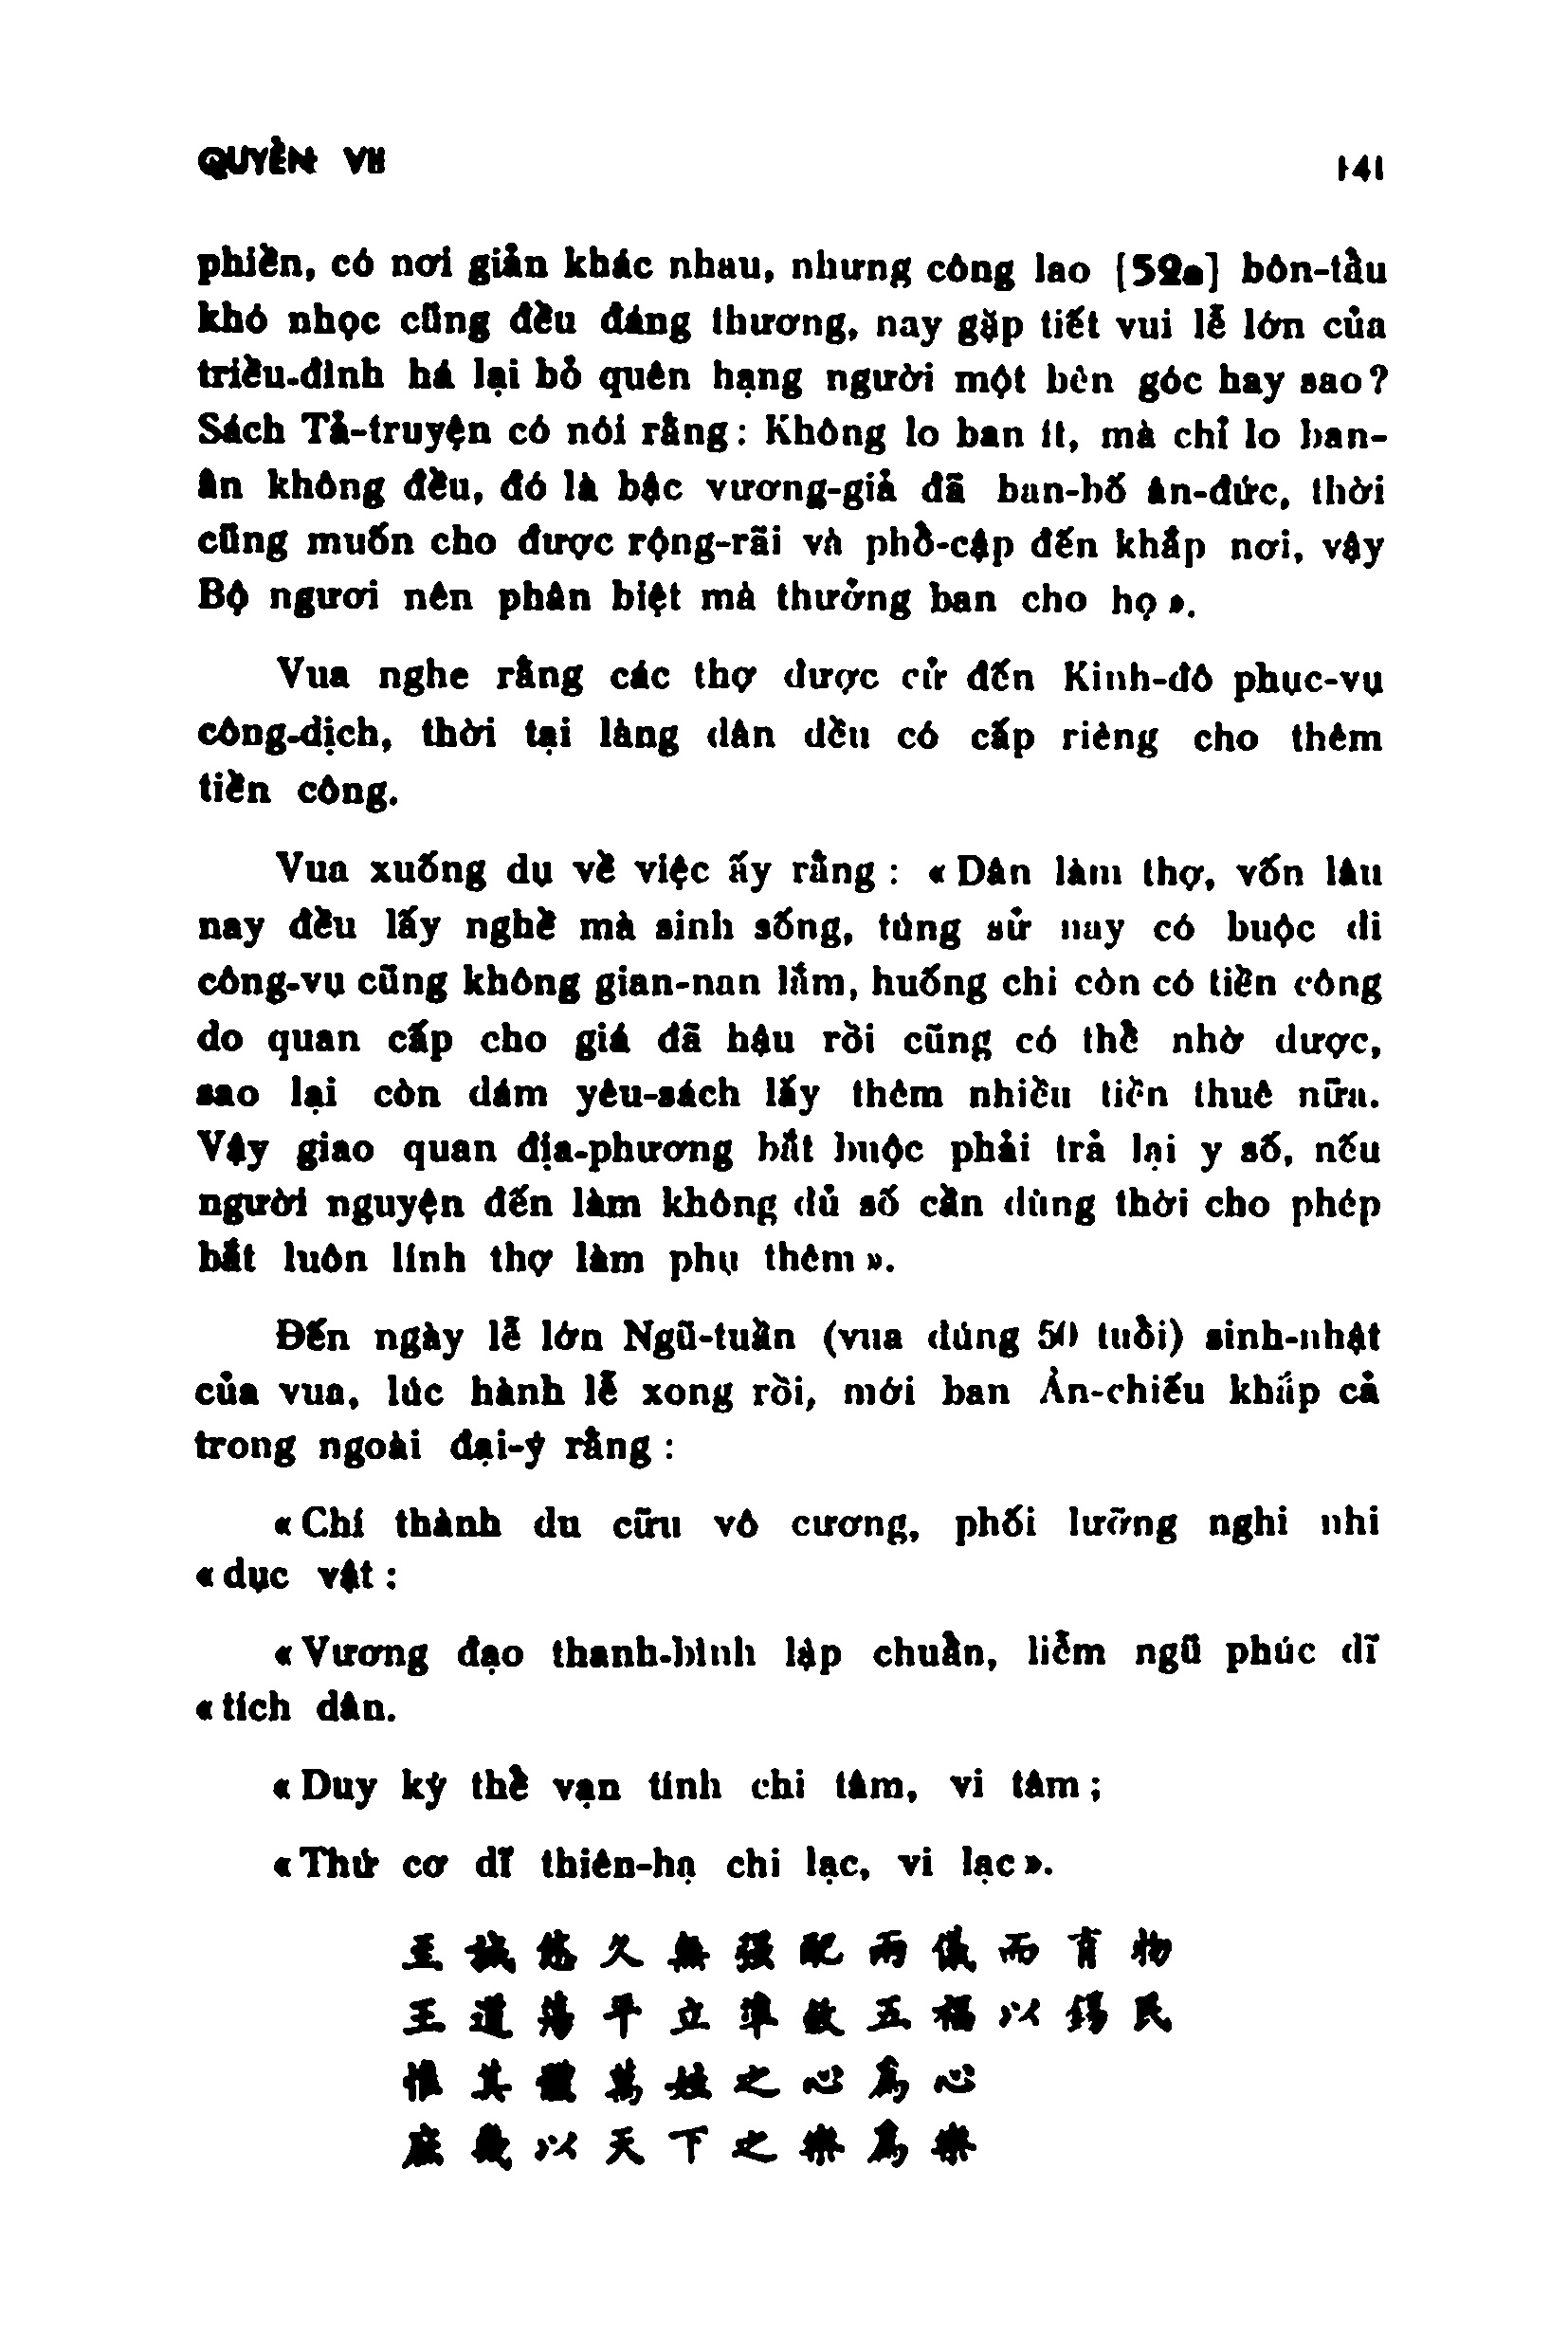 QUYỂN VII
141
phiền, có nơi giản khác nhau, nhưng công lao [52a] bôn-tẩu
khó nhọc cũng đều đáng thương, nay gặp tiết vui lễ lớn của
triều-đình há lại bỏ quên hạng người một bên góc hay sao?
Sách Tả-truyện có nói rằng: Không lo ban ít, mà chỉ lo ban-
ân không đều, đó là bậc vương-giả đã ban-bố ân-đức, thời
cũng muốn cho được rộng-rãi và phổ-cập đến khắp nơi, vậy
Bộ ngươi nên phân biệt mà thưởng ban cho họ ».
Vua nghe rằng các thợ được cử đến Kinh-đô phục-vụ
công-dịch, thời tại làng dân đều có cấp riêng cho thêm
tiền công.
Vua xuống dụ về việc ấy rằng : « Dân làm thợ, vốn lâu
nay đều lấy nghề mà sinh sống, túng sử nay có buộc đi
công-vụ cũng không gian-nan lắm, huống chi còn có tiền công
do quan cấp cho giá đã hậu rồi cũng có thể nhờ được,
sao lại còn dám yêu-sách lấy thêm nhiều tiền thuê nữa.
Vậy giao quan địa-phương bắt buộc phải trả lại y số, nếu
người nguyện đến làm không đủ số cần dùng thời cho phép
bắt luôn lính thợ làm phụ thêm ».
Đến ngày lễ lớn Ngũ-tuần (vua đúng 50 tuổi) sinh-nhật
của vua, lúc hành lễ xong rồi, mới ban Ân-chiếu khắp cả
trong ngoài đại-ý rằng :
« Chí thành du cửu vô cương, phối lưỡng nghi nhi
« dục vật :
« Vương đạo thanh-bình lập chuẩn, liễm ngũ phúc dĩ
« tích dân.
« Duy kỳ thể vạn tính chi tâm, vi tâm ;
« Thứ cơ dĩ thiên-hạ chi lạc, vi lạc ».
至誠悠久無疆配兩儀而育物
王道蕩平立準斂五福以錫民
惟其體萬姓之心爲心
庶幾以天下之樂爲樂